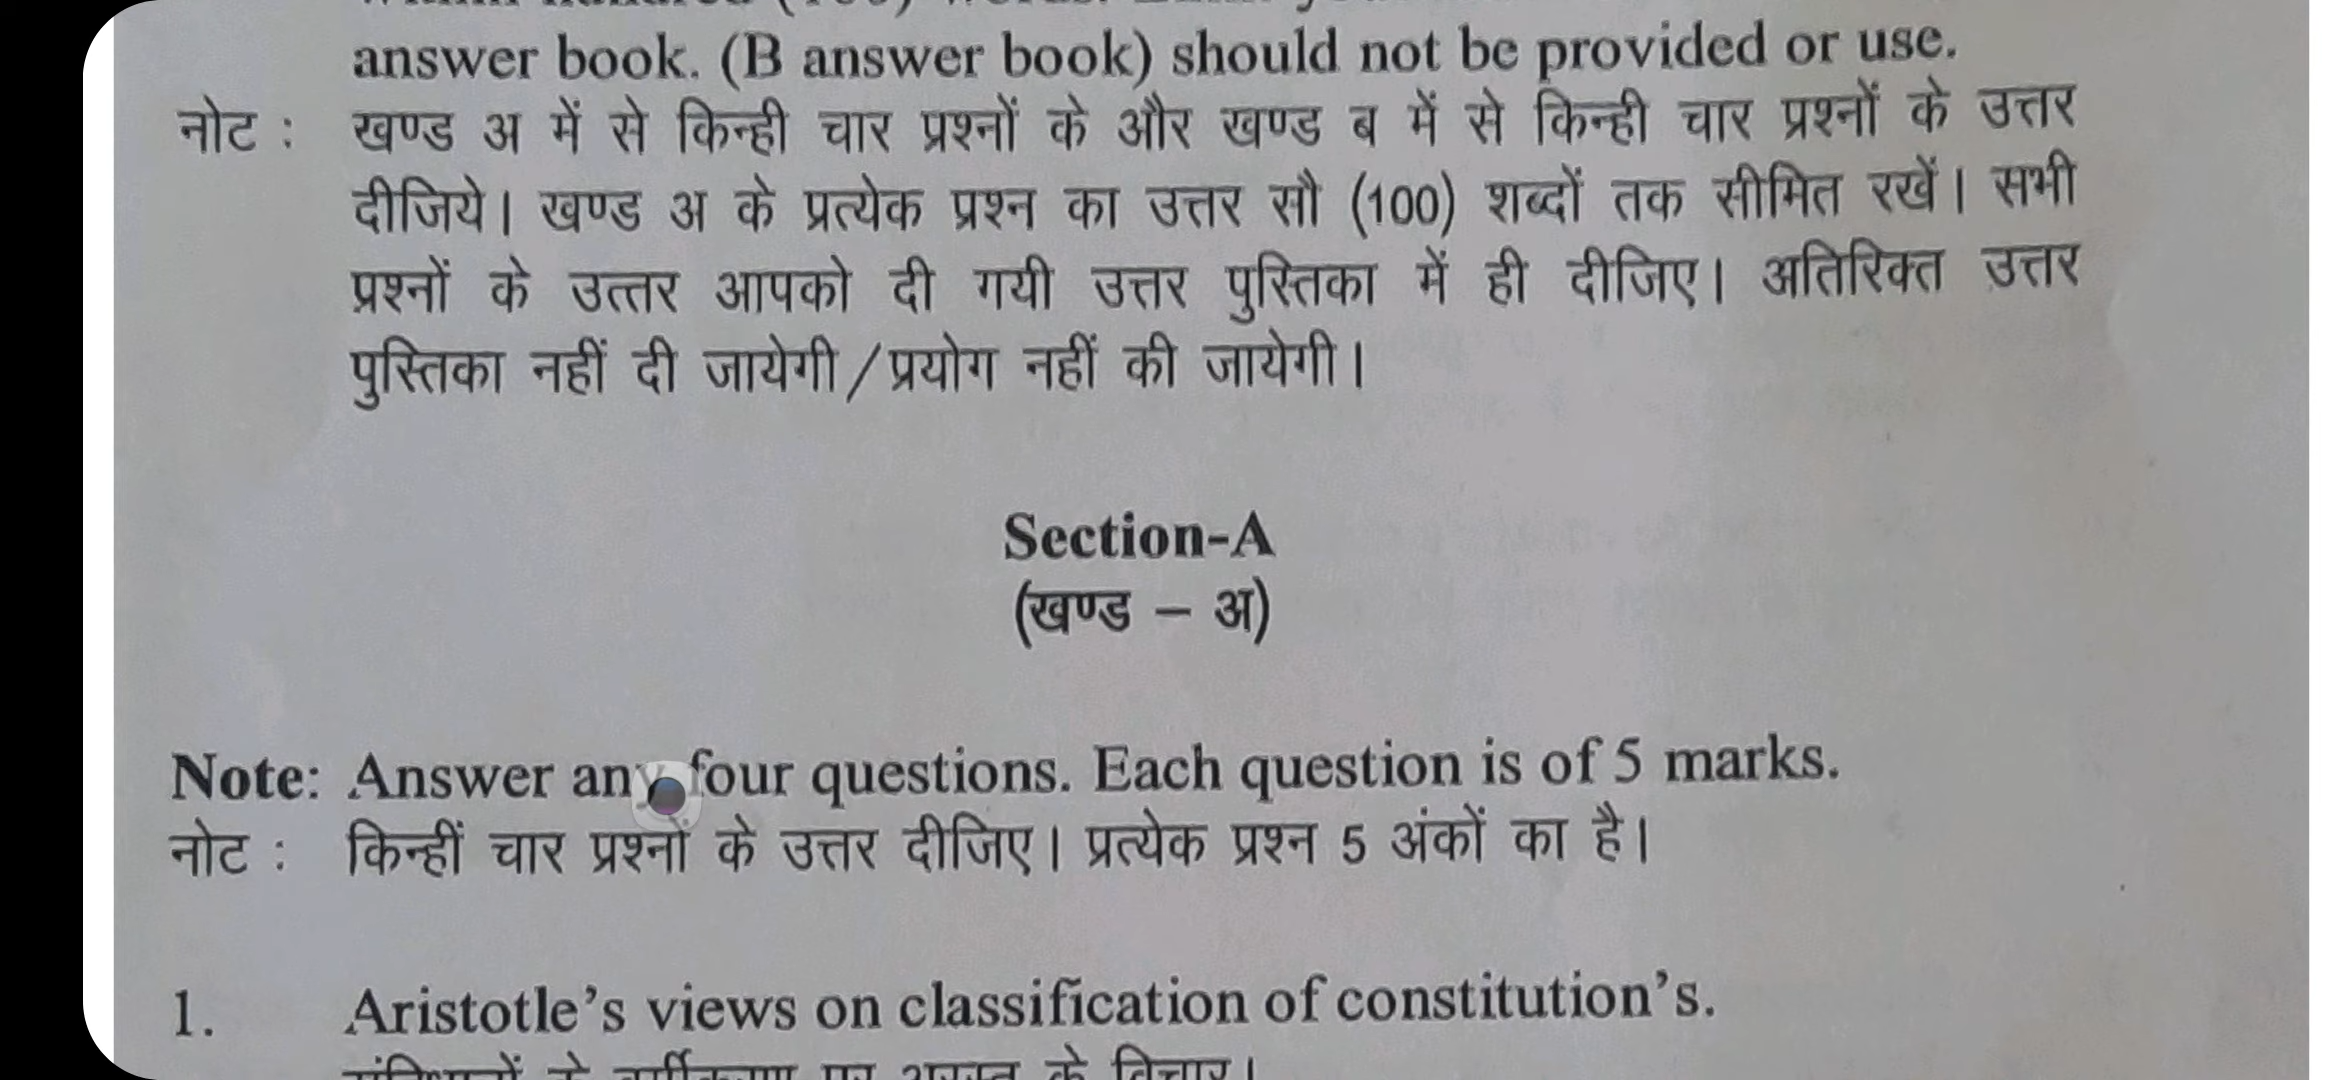 answer book. (B answer book) should not be provided or use.
नोट : खण्ड अ में से किन्ही चार प्रश्नों के और खण्ड ब में से किन्ही चार प्रश्नों के उत्तर
दीजिये। खण्ड अ के प्रत्येक प्रश्न का उत्तर सौ (100) शब्दों तक सीमित रखें। सभी
प्रश्नों के उत्तर आपको दी गयी उत्तर पुस्तिका में ही दीजिए। अतिरिक्त उत्तर
पुस्तिका नहीं दी जायेगी/प्रयोग नहीं की जायेगी।
Section-A
(खण्ड – अ)
Note: Answer any four questions. Each question is of 5 marks.
नोट : किन्हीं चार प्रश्नों के उत्तर दीजिए। प्रत्येक प्रश्न 5 अंकों का है।
1. Aristotle's views on classification of constitution's.
के विचार।